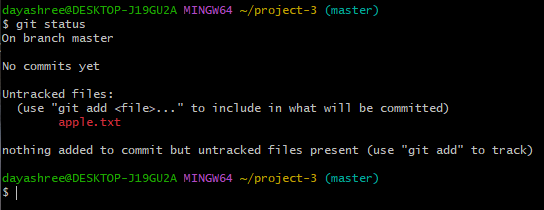 dayashree@DESKTOP-J19GU2A MINGW64 ~/project-3 (master)
$ git status
On branch master
No commits yet
Untracked files:
  (use "git add <file>..." to include in what will be committed)
        apple.txt
nothing added to commit but untracked files present (use "git add" to track)
dayashree@DESKTOP-J19GU2A MINGW64 ~/project-3 (master)
$